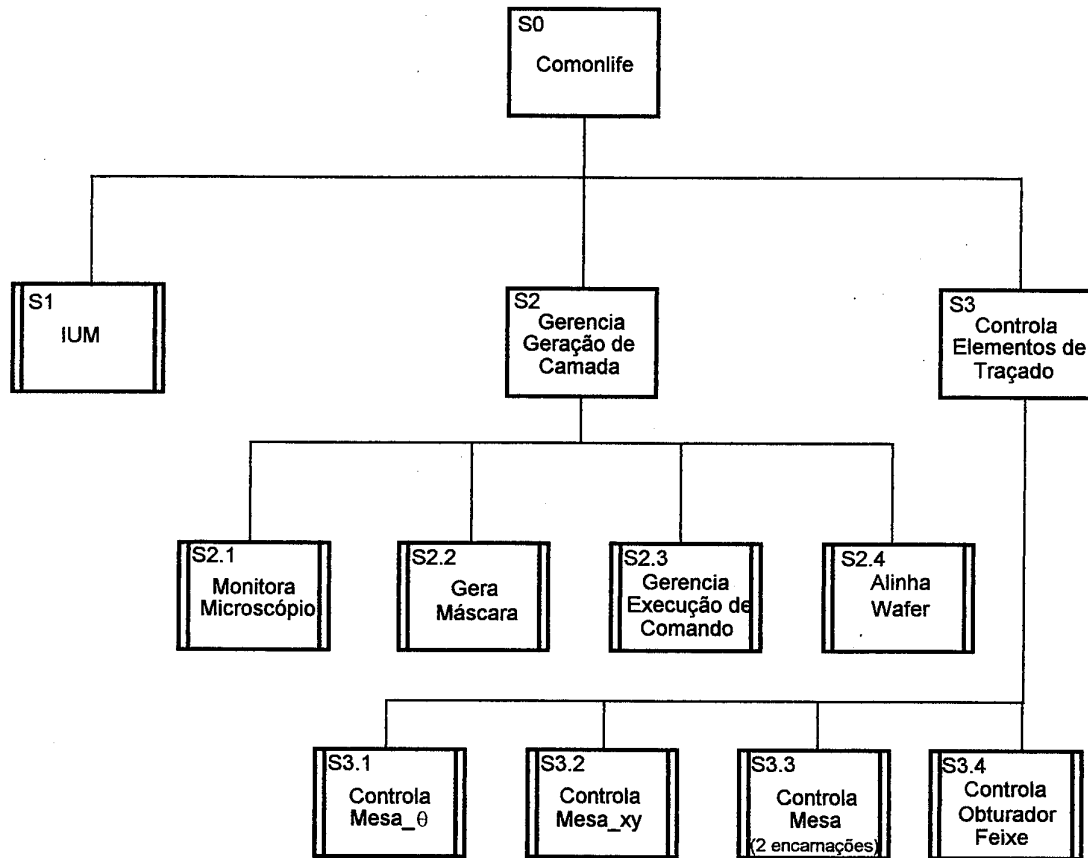 S0
Comonlife
S1
IUM
S2
Gerencia
Geração de
Camada
S3
Controla
Elementos de
Traçado
S2.1
Monitora
Microscópio
S2.2
Gera
Máscara
S2.3
Gerencia
Execução de
Comando
S2.4
Alinha
Wafer
S3.1
Controla
Mesa_θ
S3.2
Controla
Mesa_xy
S3.3
Controla
Mesa
(2 encarnações)
S3.4
Controla
Obturador
Feixe